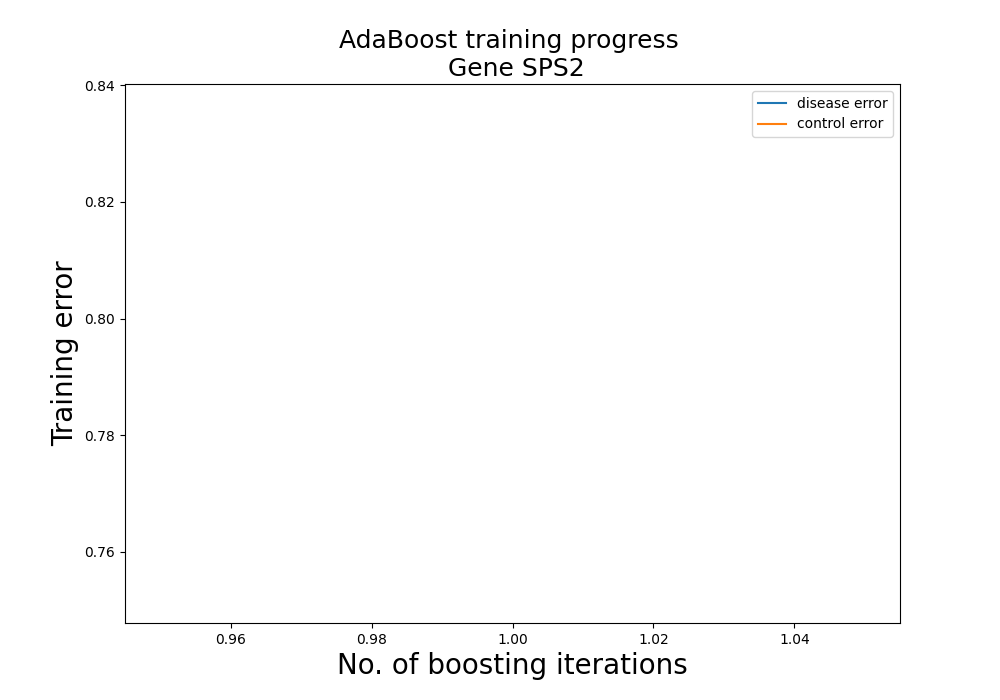 AdaBoost training progress
Gene SPS2
disease error
control error
Training error
0.84
0.82
0.80
0.78
0.76
0.96
0.98
1.00
1.02
1.04
No. of boosting iterations